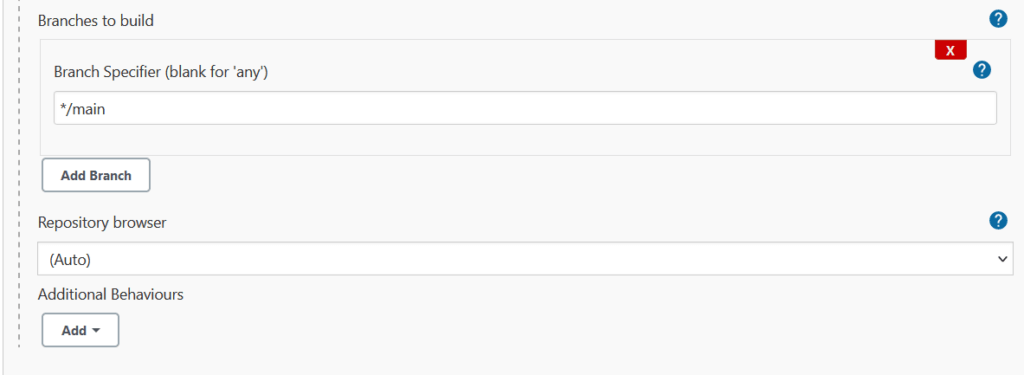 Branches to build
?
X
Branch Specifier (blank for 'any')
?
*/main
Add Branch
Repository browser
?
(Auto)
Additional Behaviours
Add